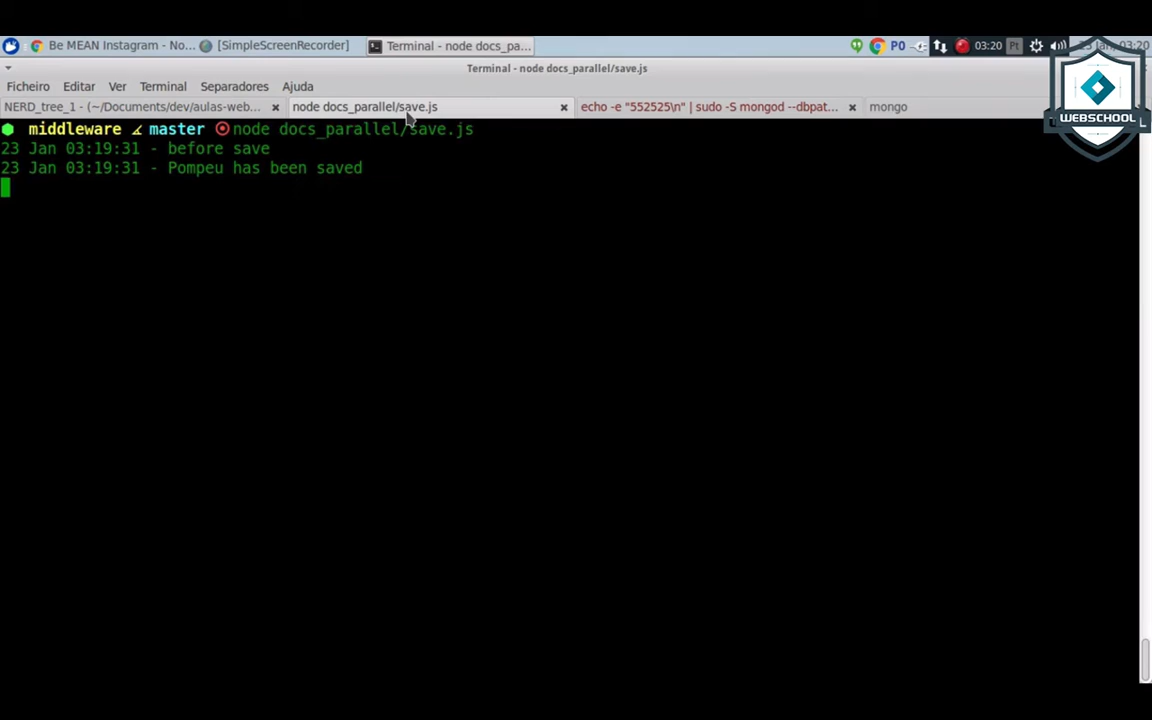 Be MEAN Instagram - No...
[SimpleScreenRecorder]
Terminal - node docs_pa...
PO
03:20
Pt
Terminal - node docs_parallel/save.js
Ficheiro Editar Ver Terminal Separadores Ajuda
NERD_tree_1 - (~/Documents/dev/aulas-web...
node docs_parallel/save.js
echo -e "552525\n" | sudo -S mongod --dbpat...
mongo
WEBSCHOOL
middleware master node docs_parallel/save.js
23 Jan 03:19:31 - before save
23 Jan 03:19:31 - Pompeu has been saved